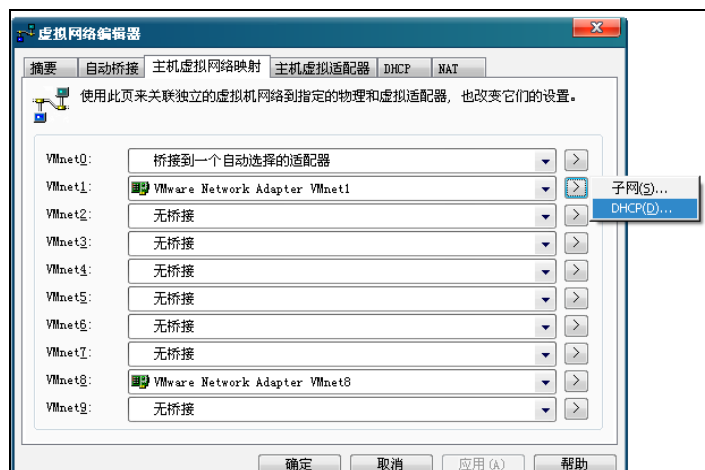 虚拟网络编辑器
摘要 自动桥接 主机虚拟网络映射 主机虚拟适配器 DHCP NAT
使用此页来关联独立的虚拟机网络到指定的物理和虚拟适配器，也改变它们的设置。
VMnet0: 桥接到一个自动选择的适配器 >
VMnet1: VMware Network Adapter VMnet1 > 子网(S)...
DHCP(D)...
VMnet2: 无桥接 >
VMnet3: 无桥接 >
VMnet4: 无桥接 >
VMnet5: 无桥接 >
VMnet6: 无桥接 >
VMnet7: 无桥接 >
VMnet8: VMware Network Adapter VMnet8 >
VMnet9: 无桥接 >
确定 取消 应用(A) 帮助